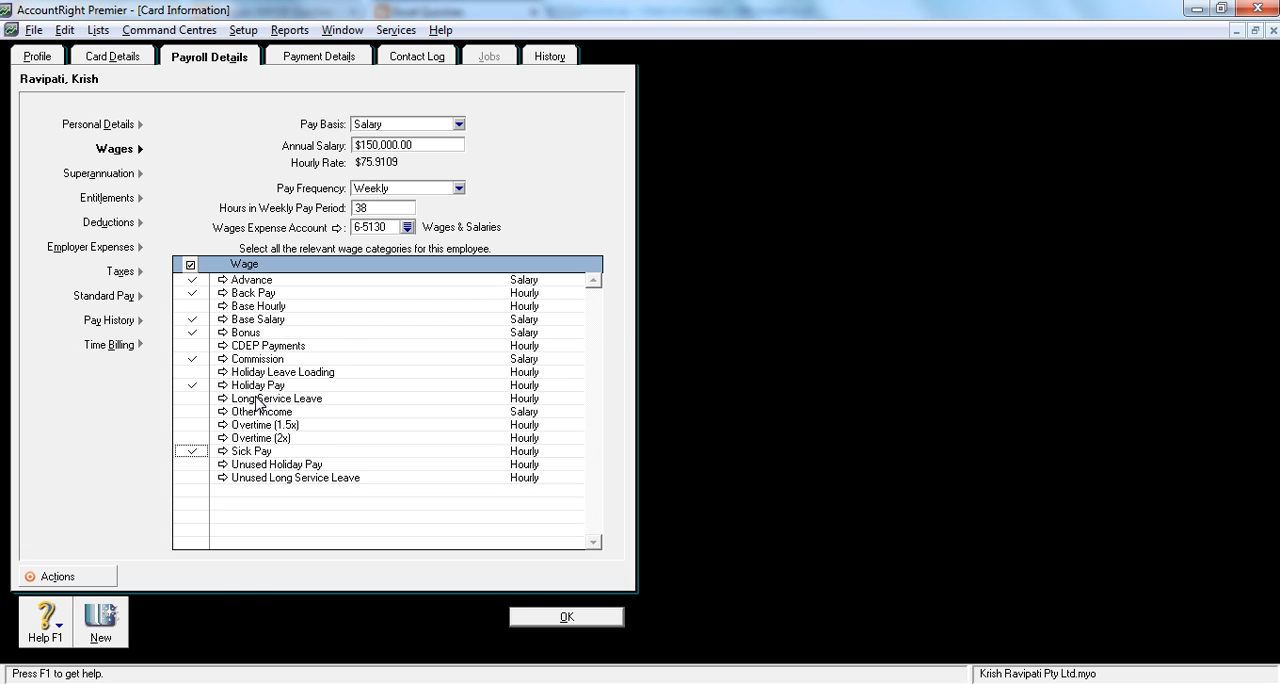 AccountRight Premier - [Card Information]
File Edit Lists Command Centres Setup Reports Window Services Help
Profile Card Details Payroll Details Payment Details Contact Log Jobs History
Ravipati, Krish
Personal Details
Wages
Superannuation
Entitlements
Deductions
Employer Expenses
Taxes
Standard Pay
Pay History
Time Billing
Pay Basis: Salary
Annual Salary: $150,000.00
Hourly Rate: $75.9109
Pay Frequency: Weekly
Hours in Weekly Pay Period: 38
Wages Expense Account : 6-5130 Wages & Salaries
Select all the relevant wage categories for this employee.
Wage
Advance Salary
Back Pay Hourly
Base Hourly Hourly
Base Salary Salary
Bonus Salary
CDEP Payments Hourly
Commission Salary
Holiday Leave Loading Hourly
Holiday Pay Hourly
Long Service Leave Hourly
Other Income Salary
Overtime (1.5x) Hourly
Overtime (2x) Hourly
Sick Pay Hourly
Unused Holiday Pay Hourly
Unused Long Service Leave Hourly
Actions
Help F1 New OK
Press F1 to get help. Krish Ravipati Pty Ltd.myo